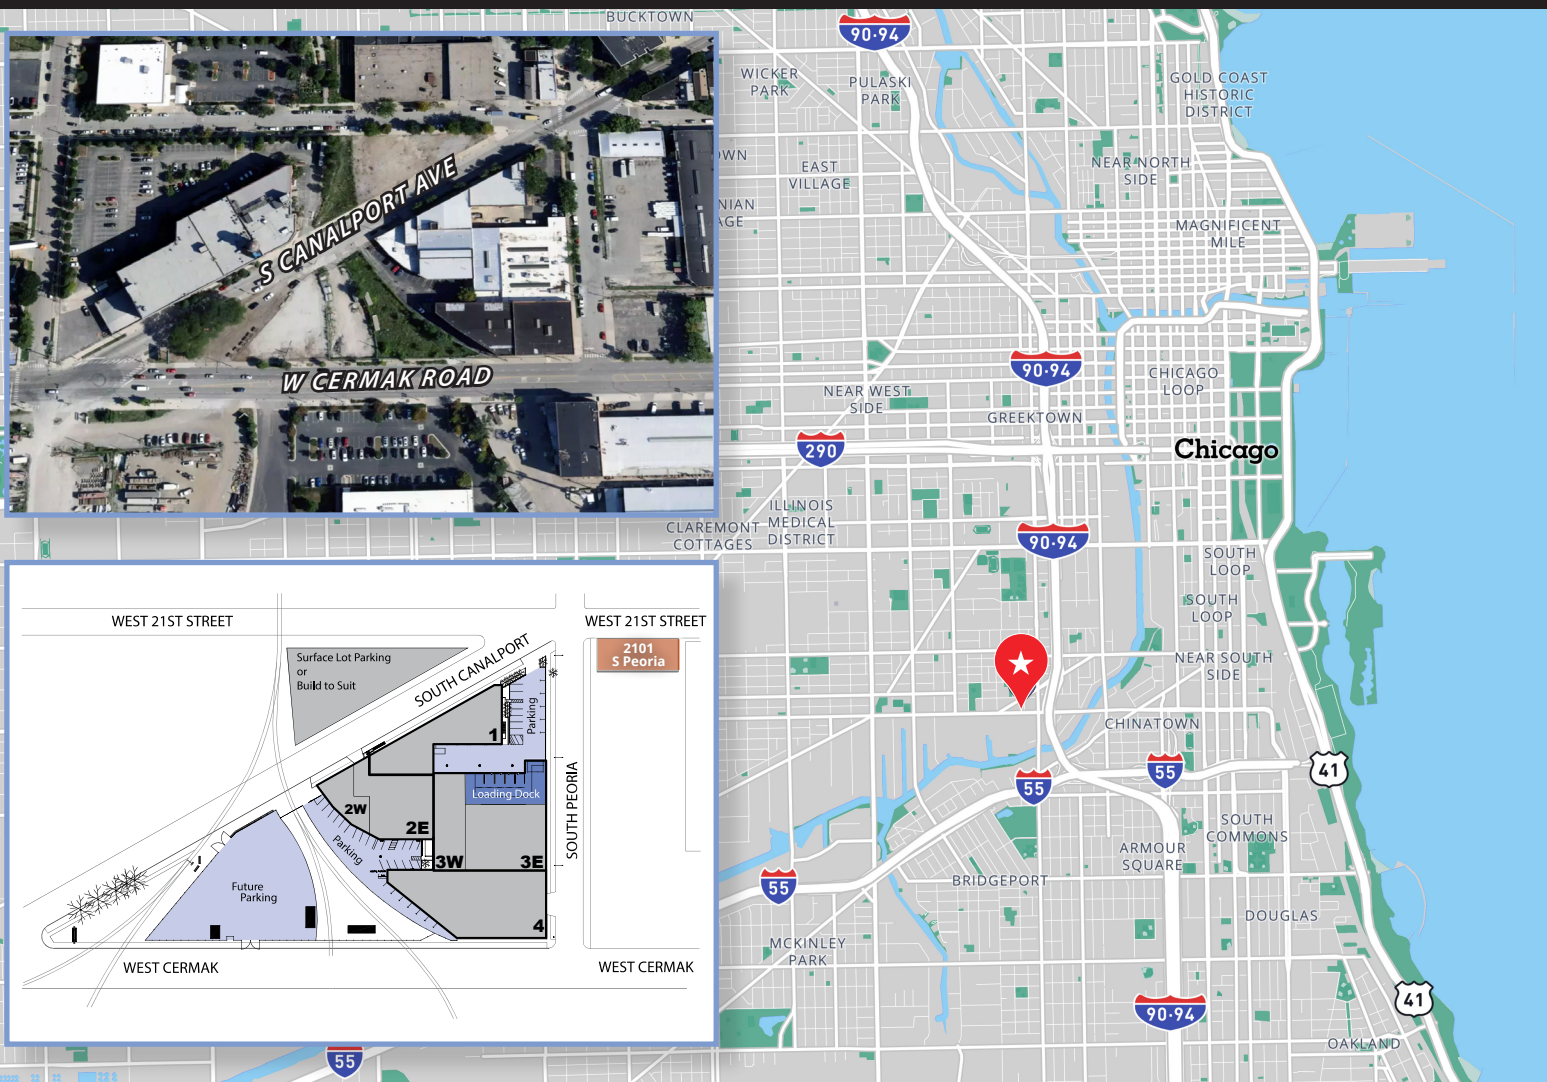 BUCKTOWN
90·94
WICKER
PARK
PULASKI
PARK
GOLD COAST
HISTORIC
DISTRICT
OWN
EAST
VILLAGE
NEAR NORTH
SIDE
NIAN
AGE
MAGNIFICENT
MILE
S CANALPORT AVE
W CERMAK ROAD
90·94
CHICAGO
LOOP
NEAR WEST
SIDE
GREEKTOWN
290
Chicago
ILLINOIS
MEDICAL
DISTRICT
CLAREMONT
COTTAGES
90·94
SOUTH
LOOP
SOUTH
LOOP
NEAR SOUTH
SIDE
CHINATOWN
55
55
41
SOUTH
COMMONS
ARMOUR
SQUARE
55
BRIDGEPORT
DOUGLAS
MCKINLEY
PARK
41
90·94
OAKLAND
55
WEST 21ST STREET
WEST 21ST STREET
2101
S Peoria
Surface Lot Parking
or
Build to Suit
SOUTH CANALPORT
Parking
1
Loading Dock
SOUTH PEORIA
2W
2E
Parking
3W
3E
Future
Parking
4
WEST CERMAK
WEST CERMAK